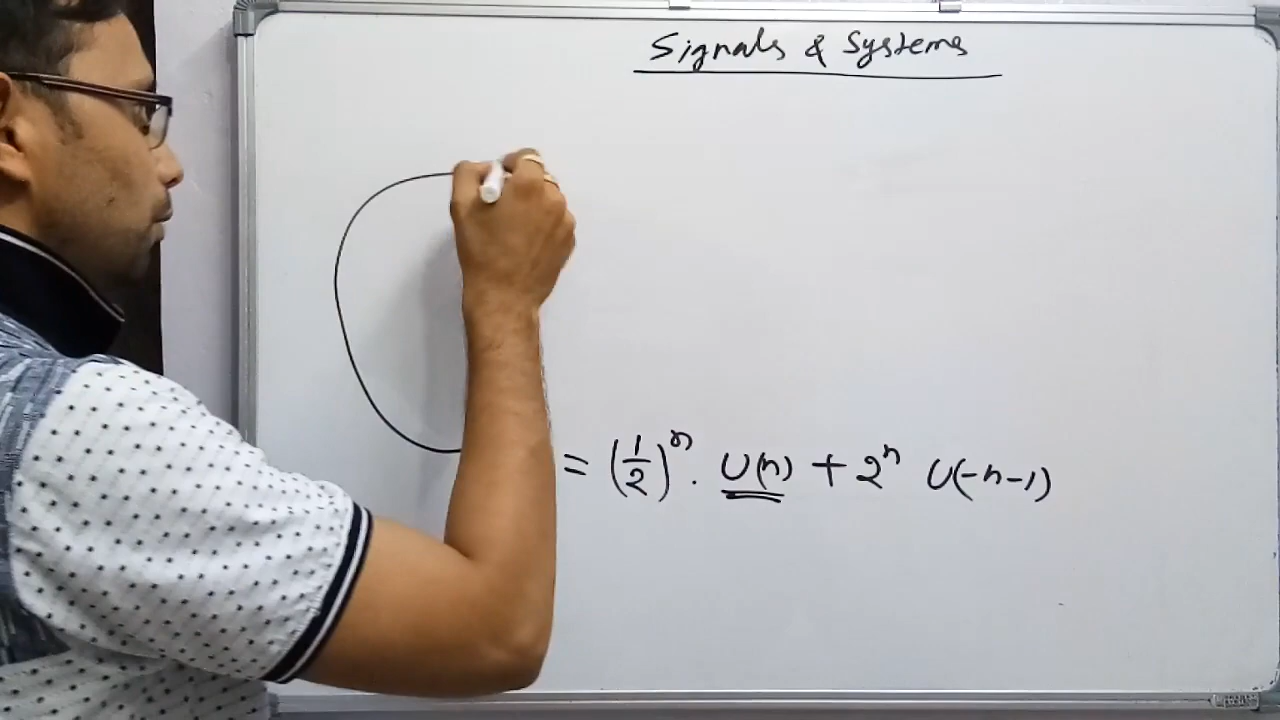 Signals & Systems
= (1/2)^n . U(n) + 2^n U(-n-1)